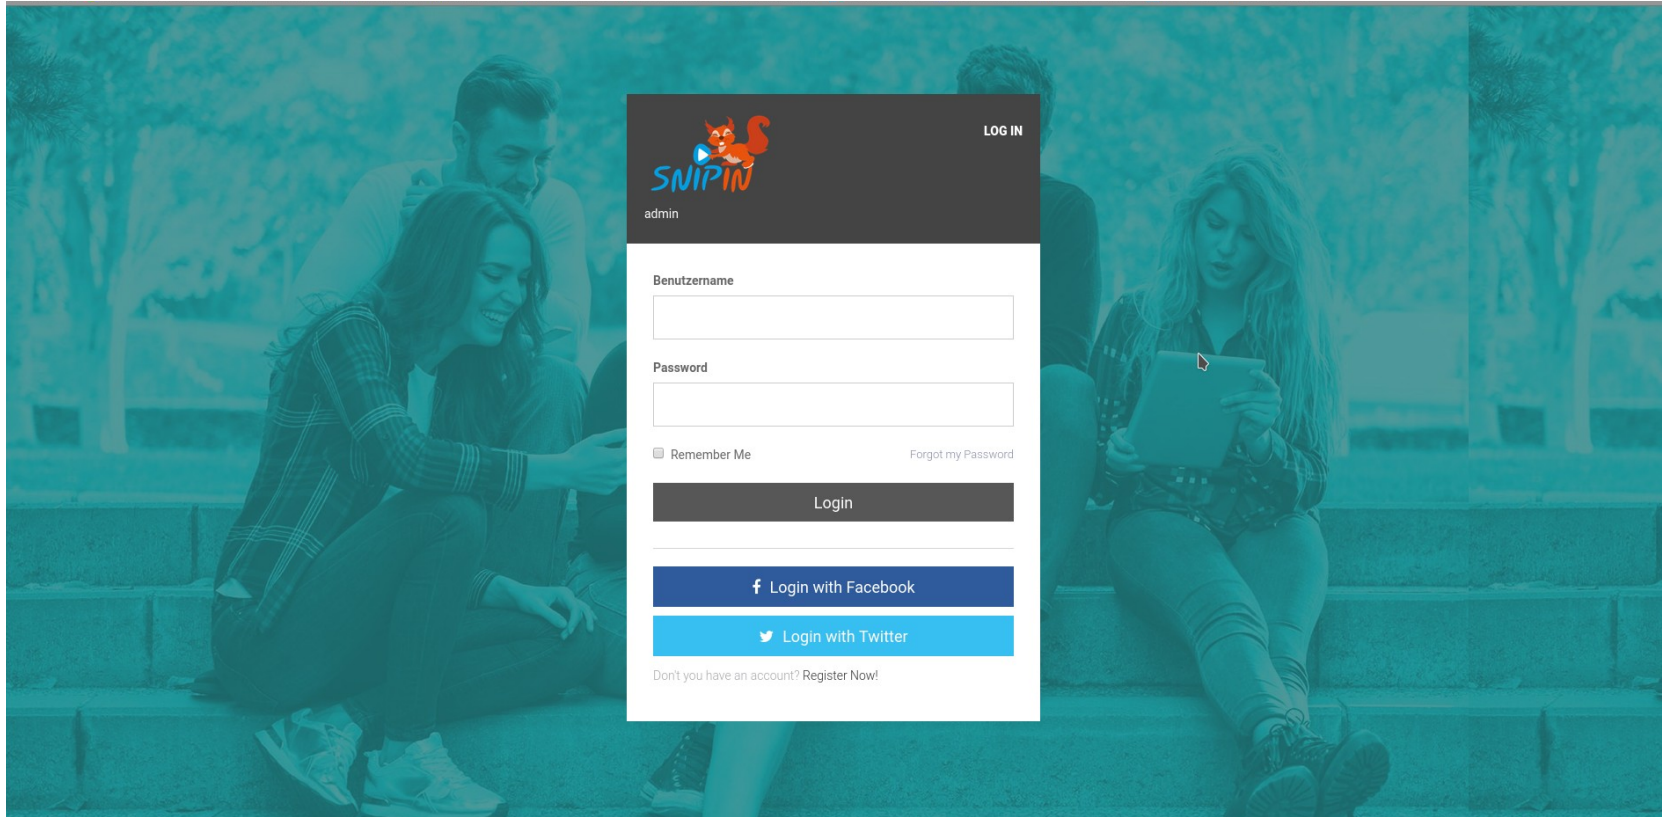 SNIPIN
LOG IN
admin
Benutzername
Password
Remember Me
Forgot my Password
Login
Login with Facebook
Login with Twitter
Don't you have an account? Register Now!